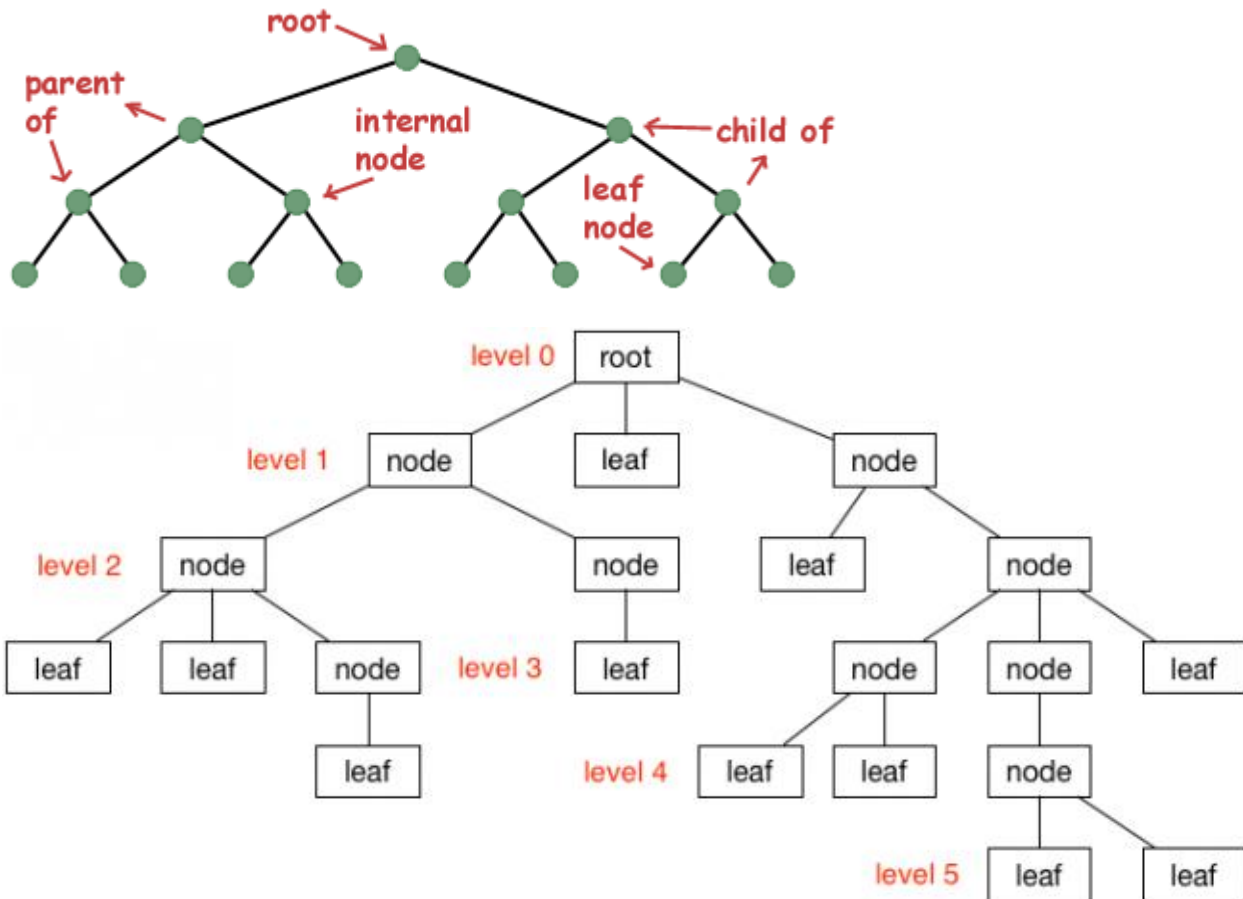 root
parent
of
internal
node
child of
leaf
node
level 0
root
level 1
node
leaf
node
level 2
node
node
leaf
node
leaf
leaf
node
level 3
leaf
node
node
leaf
leaf
level 4
leaf
leaf
node
level 5
leaf
leaf